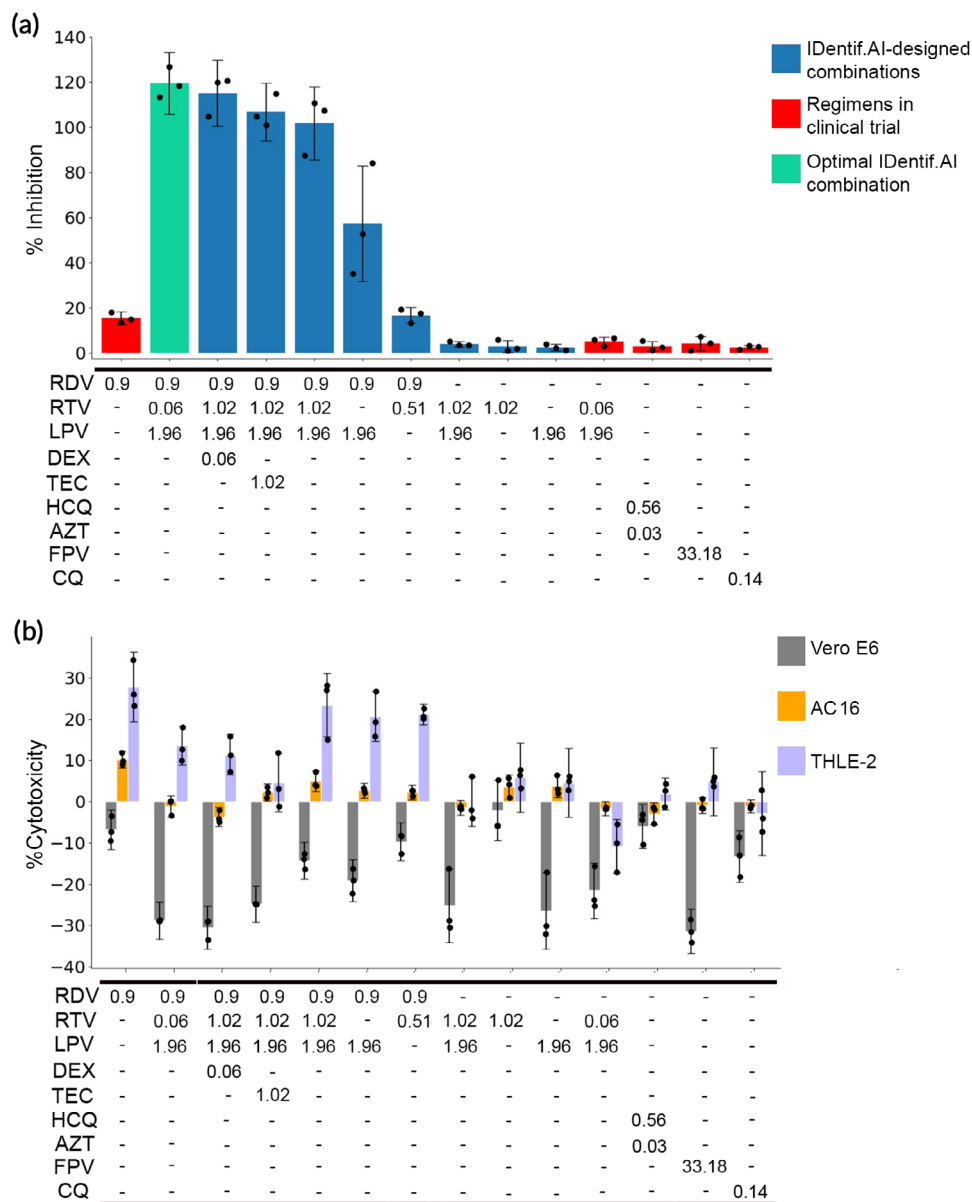 (a)
140
120
100
80
60
40
20
0
% Inhibition
IDentif.AI-designed
combinations
Regimens in
clinical trial
Optimal IDentif.AI
combination
RDV 0.9 0.9 0.9 0.9 0.9 0.9 0.9 - - - - - - -
RTV - 0.06 1.02 1.02 1.02 - 0.51 1.02 1.02 - 0.06 - - -
LPV - 1.96 1.96 1.96 1.96 1.96 - 1.96 - 1.96 1.96 - - -
DEX - - 0.06 - - - - - - - - - - -
TEC - - - 1.02 - - - - - - - - - -
HCQ - - - - - - - - - - - 0.56 - -
AZT - - - - - - - - - - - 0.03 - -
FPV - - - - - - - - - - - - 33.18 -
CQ - - - - - - - - - - - - - 0.14
(b)
30
20
10
0
−10
−20
−30
−40
%Cytotoxicity
Vero E6
AC 16
THLE-2
RDV 0.9 0.9 0.9 0.9 0.9 0.9 0.9 - - - - - - -
RTV - 0.06 1.02 1.02 1.02 - 0.51 1.02 1.02 - 0.06 - - -
LPV - 1.96 1.96 1.96 1.96 1.96 - 1.96 - 1.96 1.96 - - -
DEX - - 0.06 - - - - - - - - - - -
TEC - - - 1.02 - - - - - - - - - -
HCQ - - - - - - - - - - - 0.56 - -
AZT - - - - - - - - - - - 0.03 - -
FPV - - - - - - - - - - - - 33.18 -
CQ - - - - - - - - - - - - - 0.14